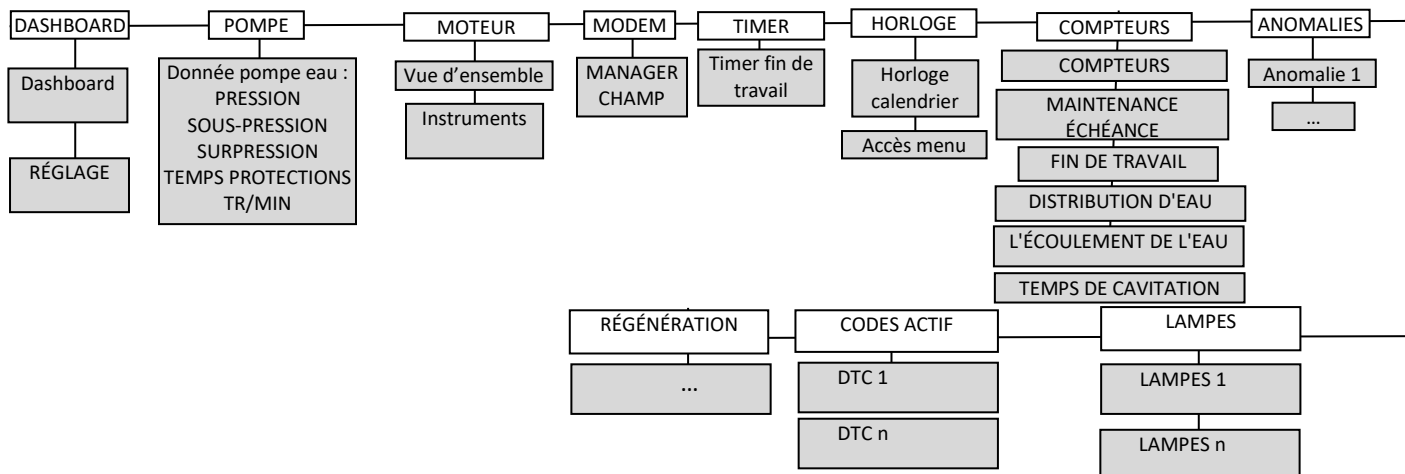 DASHBOARD
POMPE
MOTEUR
MODEM
TIMER
HORLOGE
COMPTEURS
ANOMALIES
Dashboard
RÉGLAGE
Donnée pompe eau :
PRESSION
SOUS-PRESSION
SURPRESSION
TEMPS PROTECTIONS
TR/MIN
Vue d’ensemble
Instruments
MANAGER
CHAMP
Timer fin de
travail
Horloge
calendrier
Accès menu
COMPTEURS
MAINTENANCE
ÉCHÉANCE
FIN DE TRAVAIL
DISTRIBUTION D'EAU
L'ÉCOULEMENT DE L'EAU
TEMPS DE CAVITATION
Anomalie 1
...
RÉGÉNÉRATION
CODES ACTIF
LAMPES
...
DTC 1
DTC n
LAMPES 1
LAMPES n